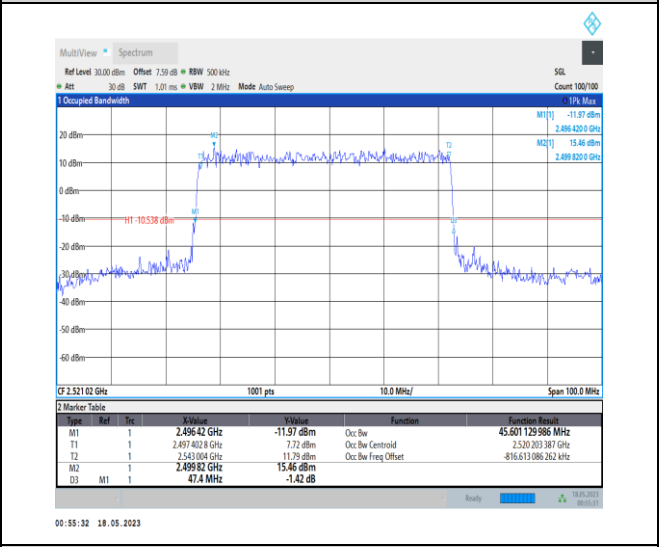 MultiView Spectrum
Ref Level 30.00 dBm Offset 7.59 dB RBW 500 kHz SGL
Att 30 dB SWT 1.01 ms VBW 2 MHz Mode Auto Sweep Count 100/100
1 Occupied Bandwidth 1Pk Max
M1[1] -11.97 dBm
2.496 420 0 GHz
M2[1] 15.46 dBm
2.499 820 0 GHz
20 dBm
M2
T2
T1
10 dBm
0 dBm
M1
-10 dBm
H1 -10.538 dBm
D3
-20 dBm
-30 dBm
-40 dBm
-50 dBm
-60 dBm
CF 2.521 02 GHz 1001 pts 10.0 MHz/ Span 100.0 MHz
2 Marker Table
Type Ref Trc X-Value Y-Value Function Function Result
M1 1 2.496 42 GHz -11.97 dBm Occ Bw 45.601 129 986 MHz
T1 1 2.497 402 8 GHz 7.72 dBm Occ Bw Centroid 2.520 203 387 GHz
T2 1 2.543 004 GHz 11.79 dBm Occ Bw Freq Offset -816.613 086 262 kHz
M2 1 2.499 82 GHz 15.46 dBm
D3 M1 1 47.4 MHz -1.42 dB
Ready 18.05.2023
00:55:31
00:55:32 18.05.2023